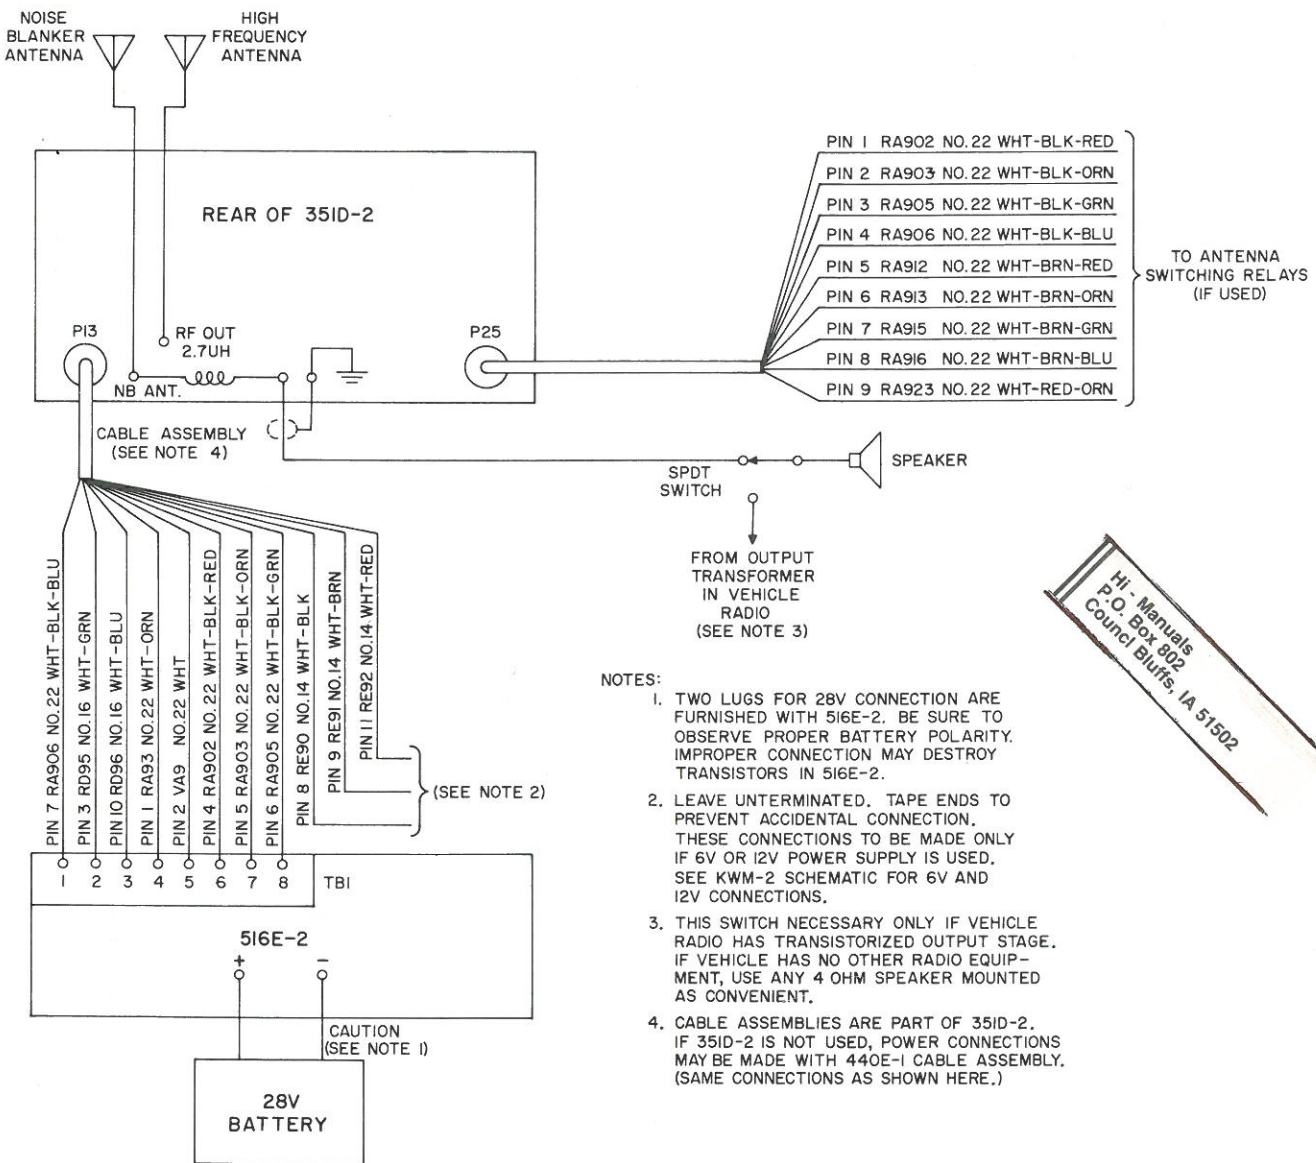 NOISE
BLANKER
ANTENNA
HIGH
FREQUENCY
ANTENNA
REAR OF 351D-2
P13
RF OUT
2.7UH
NB ANT.
P25
PIN 1 RA902 NO.22 WHT-BLK-RED
PIN 2 RA903 NO.22 WHT-BLK-ORN
PIN 3 RA905 NO.22 WHT-BLK-GRN
PIN 4 RA906 NO.22 WHT-BLK-BLU
PIN 5 RA912 NO.22 WHT-BRN-RED
PIN 6 RA913 NO.22 WHT-BRN-ORN
PIN 7 RA915 NO.22 WHT-BRN-GRN
PIN 8 RA916 NO.22 WHT-BRN-BLU
PIN 9 RA923 NO.22 WHT-RED-ORN
TO ANTENNA
SWITCHING RELAYS
(IF USED)
CABLE ASSEMBLY
(SEE NOTE 4)
SPDT
SWITCH
SPEAKER
FROM OUTPUT
TRANSFORMER
IN VEHICLE
RADIO
(SEE NOTE 3)
PIN 7 RA906 NO.22 WHT-BLK-BLU
PIN 3 RD95 NO.16 WHT-GRN
PIN 10 RD96 NO.16 WHT-BLU
PIN 1 RA93 NO.22 WHT-ORN
PIN 2 VA9 NO.22 WHT
PIN 4 RA902 NO.22 WHT-BLK-RED
PIN 5 RA903 NO.22 WHT-BLK-ORN
PIN 6 RA905 NO.22 WHT-BLK-GRN
PIN 8 RE90 NO.14 WHT-BLK
PIN 9 RE91 NO.14 WHT-BRN
PIN 11 RE92 NO.14 WHT-RED
(SEE NOTE 2)
1 2 3 4 5 6 7 8 TB1
516E-2
+ -
CAUTION
(SEE NOTE 1)
28V
BATTERY
NOTES:
1. TWO LUGS FOR 28V CONNECTION ARE
FURNISHED WITH 516E-2. BE SURE TO
OBSERVE PROPER BATTERY POLARITY.
IMPROPER CONNECTION MAY DESTROY
TRANSISTORS IN 516E-2.
2. LEAVE UNTERMINATED. TAPE ENDS TO
PREVENT ACCIDENTAL CONNECTION.
THESE CONNECTIONS TO BE MADE ONLY
IF 6V OR 12V POWER SUPPLY IS USED.
SEE KWM-2 SCHEMATIC FOR 6V AND
12V CONNECTIONS.
3. THIS SWITCH NECESSARY ONLY IF VEHICLE
RADIO HAS TRANSISTORIZED OUTPUT STAGE.
IF VEHICLE HAS NO OTHER RADIO EQUIP-
MENT, USE ANY 4 OHM SPEAKER MOUNTED
AS CONVENIENT.
4. CABLE ASSEMBLIES ARE PART OF 351D-2.
IF 351D-2 IS NOT USED, POWER CONNECTIONS
MAY BE MADE WITH 440E-1 CABLE ASSEMBLY.
(SAME CONNECTIONS AS SHOWN HERE.)
Hi - Manuals
P.O. Box 802
Councl Bluffs, IA 51502